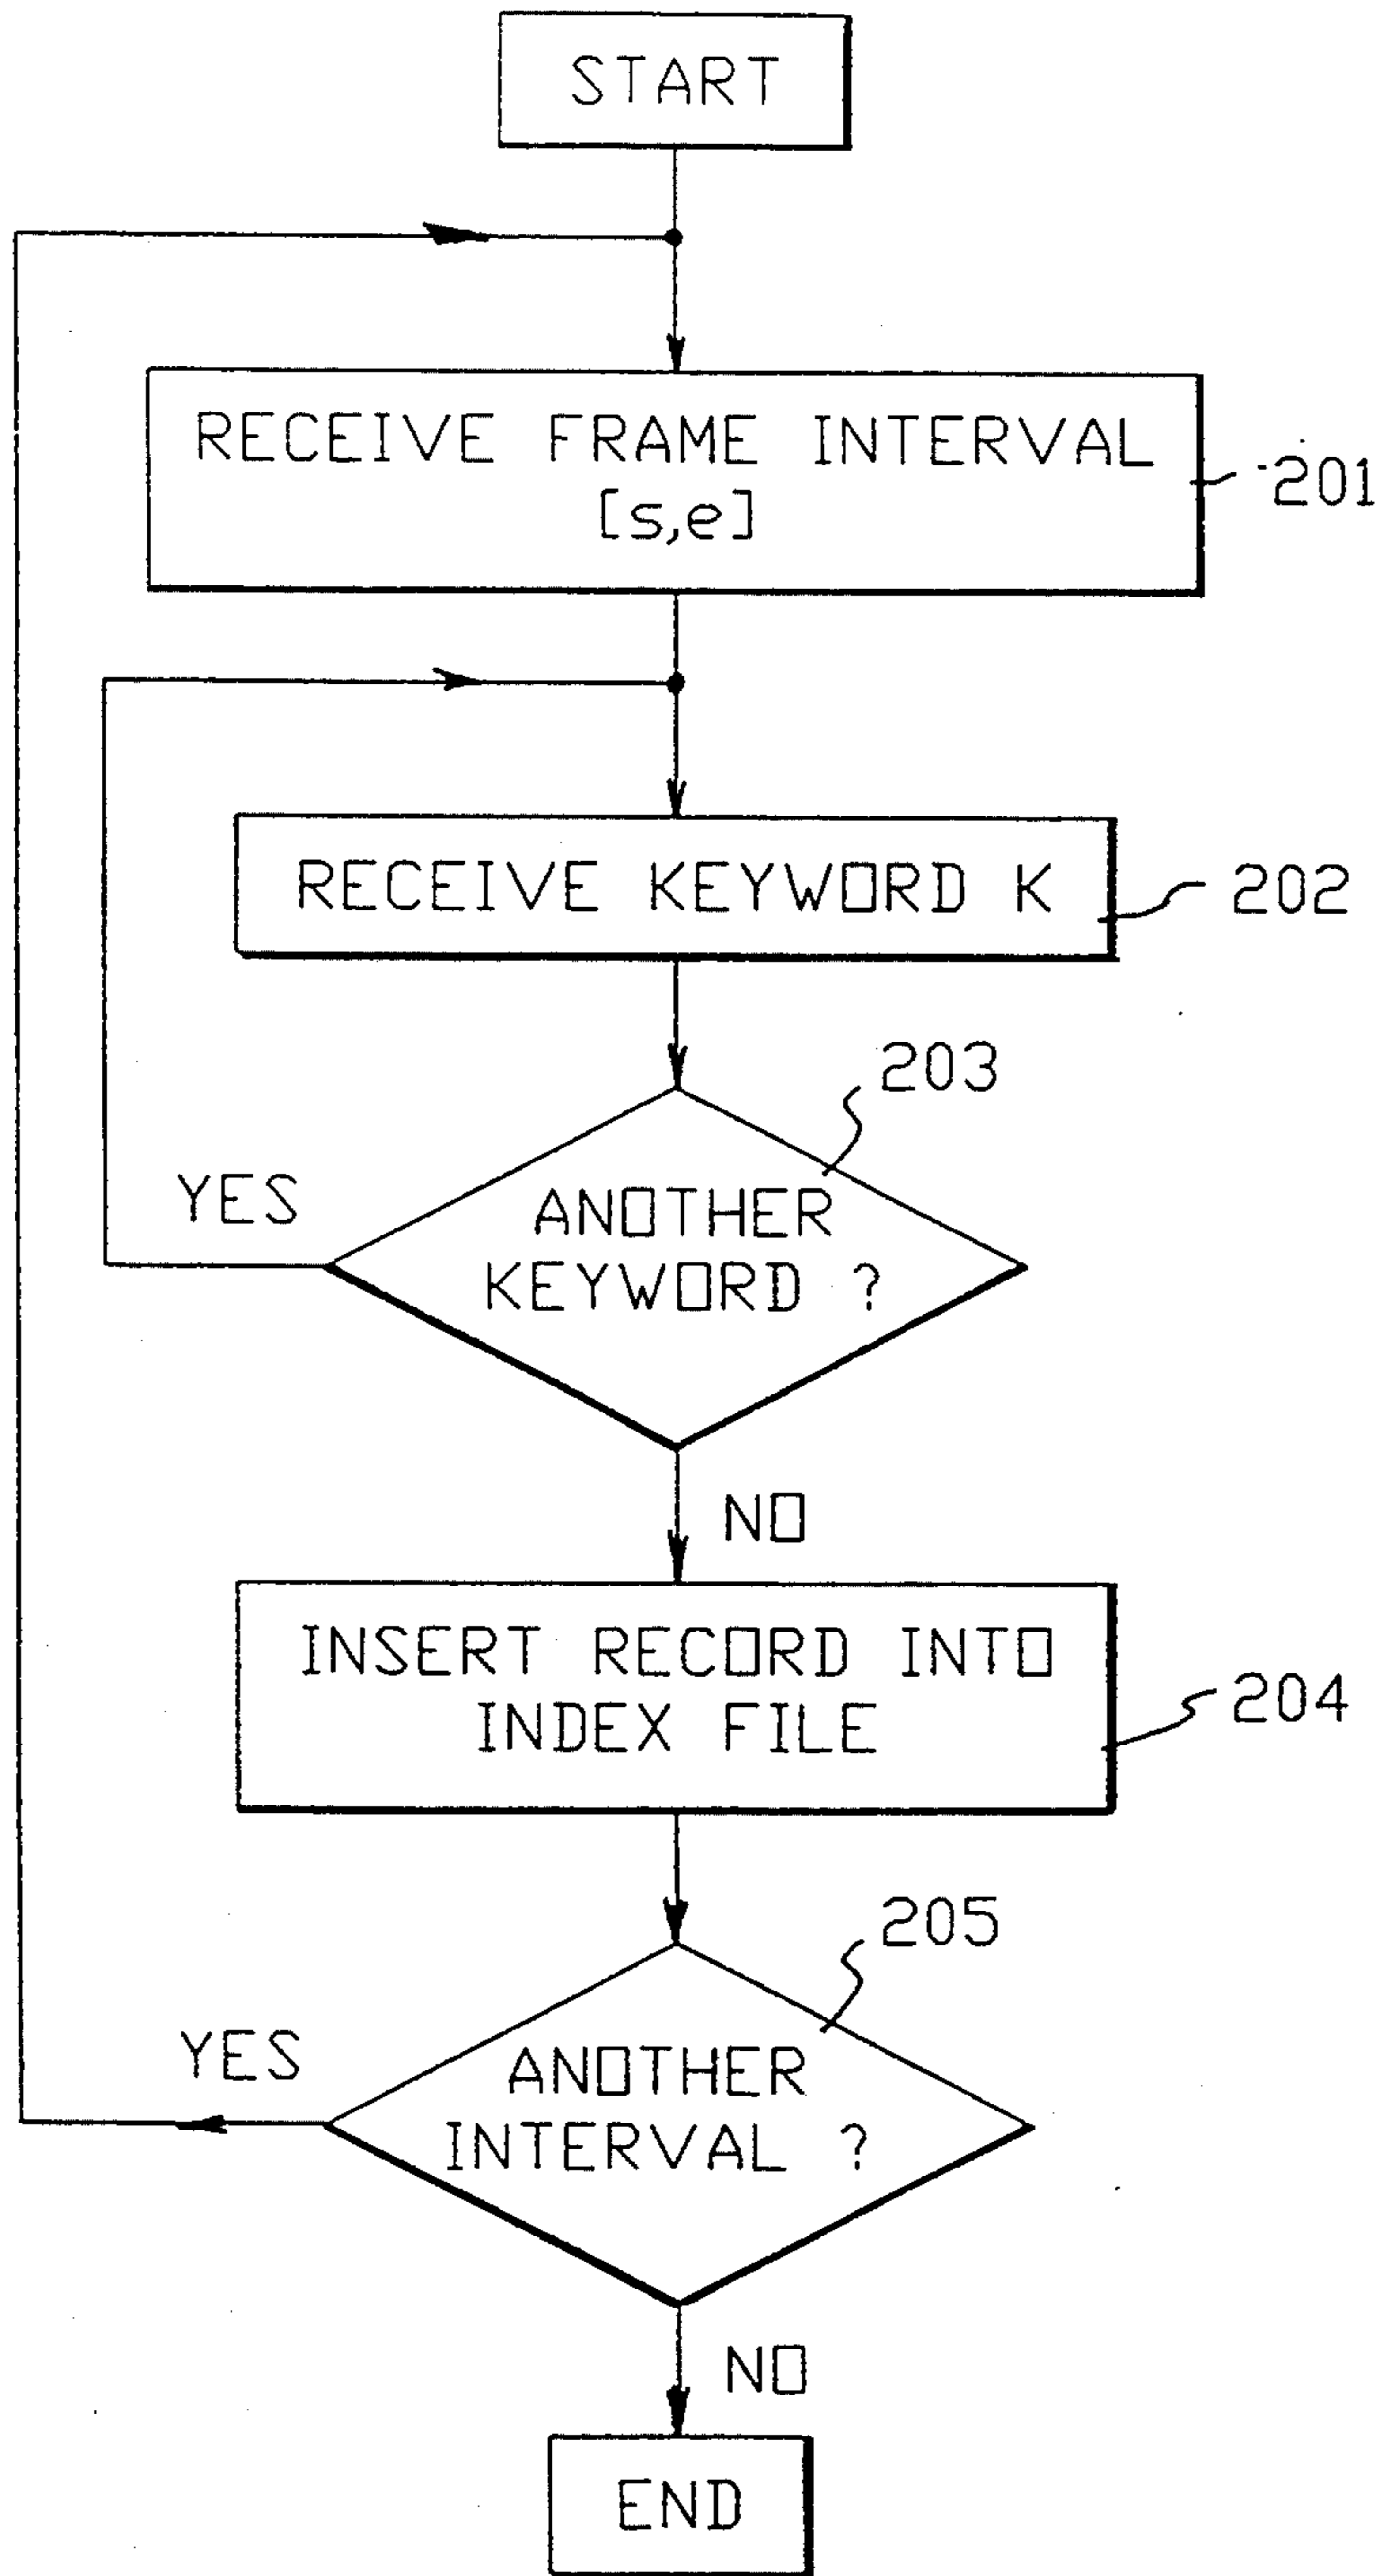 START
RECEIVE FRAME INTERVAL
[s,e]
201
RECEIVE KEYWORD K
202
203
YES
ANOTHER
KEYWORD ?
NO
INSERT RECORD INTO
INDEX FILE
204
205
YES
ANOTHER
INTERVAL ?
NO
END